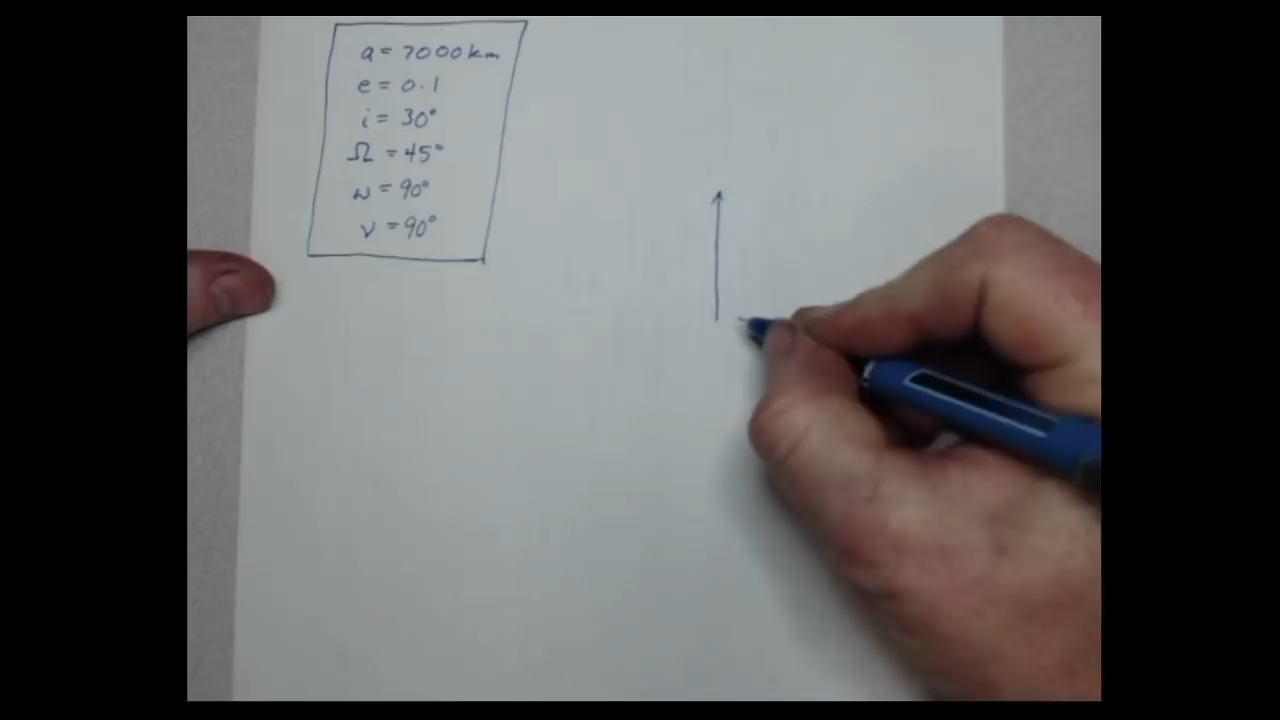 a = 7000 km
e = 0.1
i = 30°
Ω = 45°
ω = 90°
ν = 90°